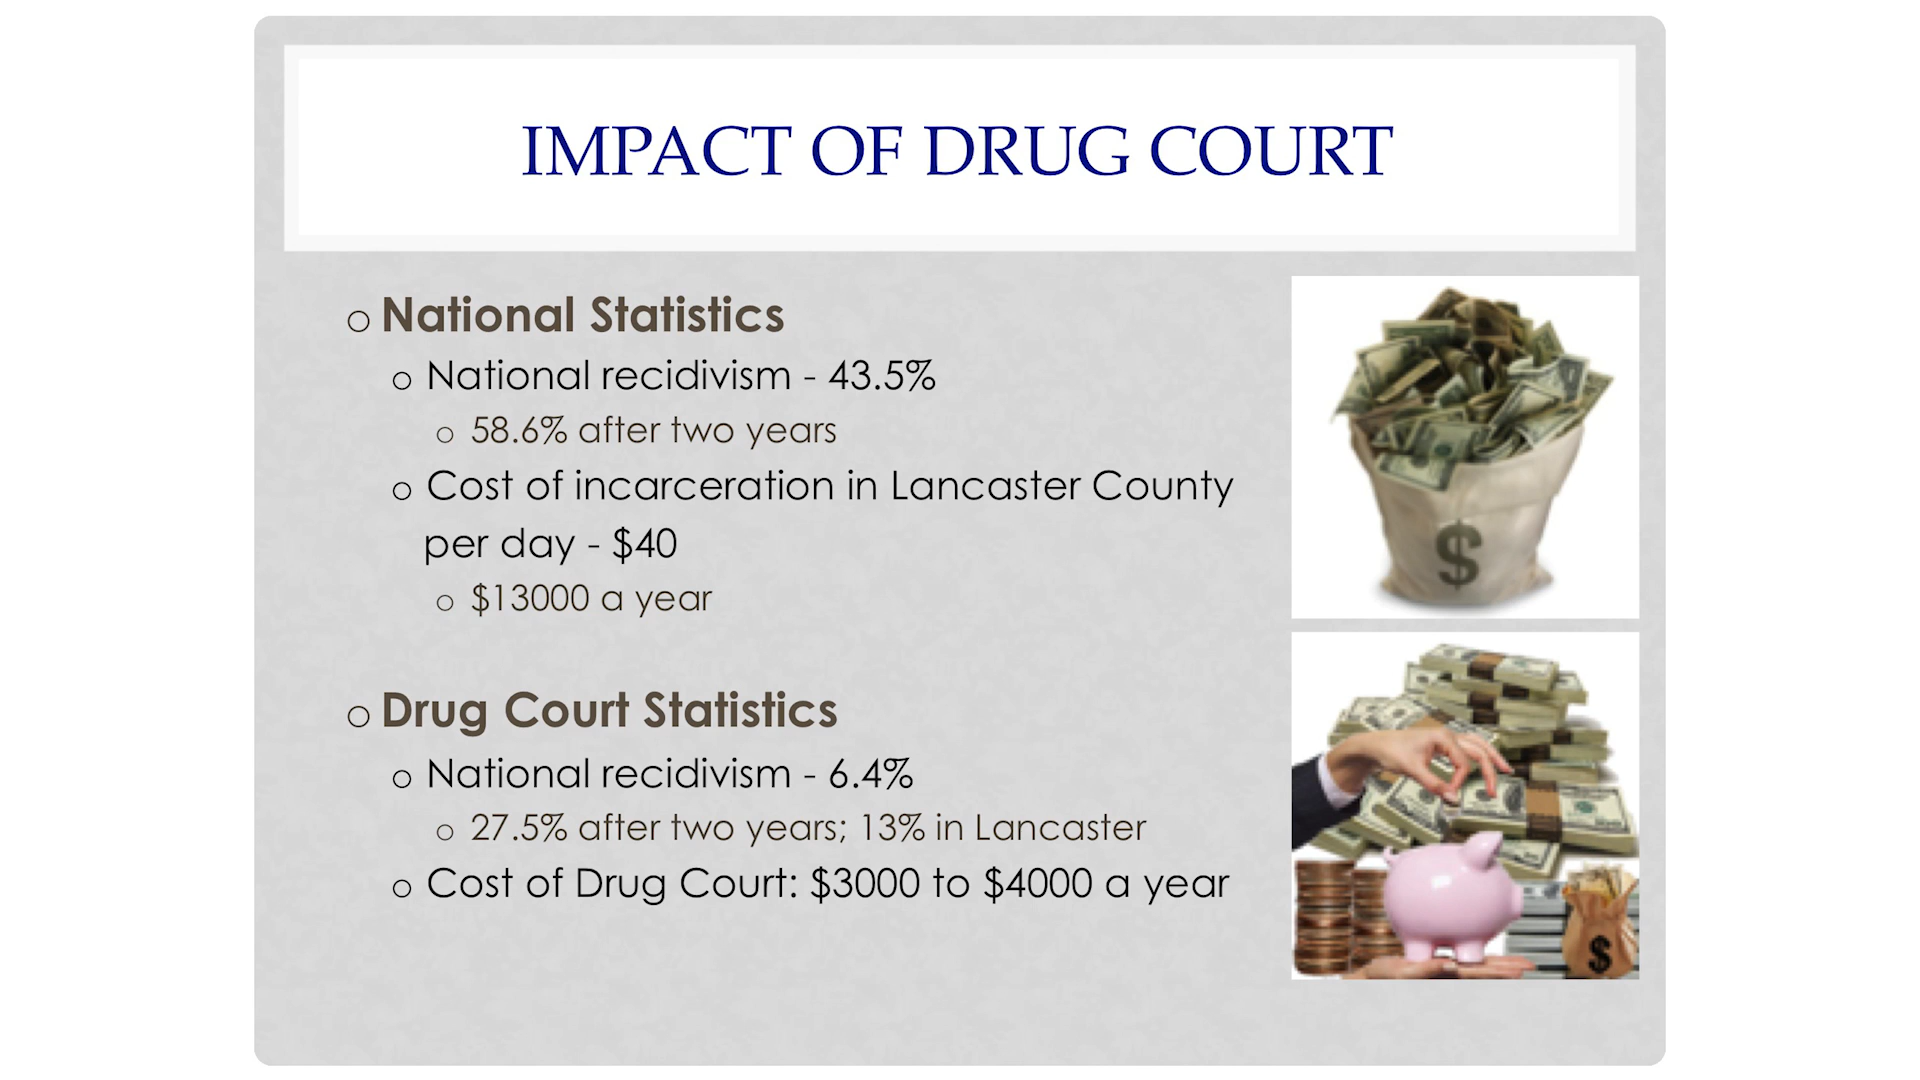 IMPACT OF DRUG COURT
o National Statistics
o National recidivism - 43.5%
o 58.6% after two years
o Cost of incarceration in Lancaster County
per day - $40
o $13000 a year
o Drug Court Statistics
o National recidivism - 6.4%
o 27.5% after two years; 13% in Lancaster
o Cost of Drug Court: $3000 to $4000 a year
$
$